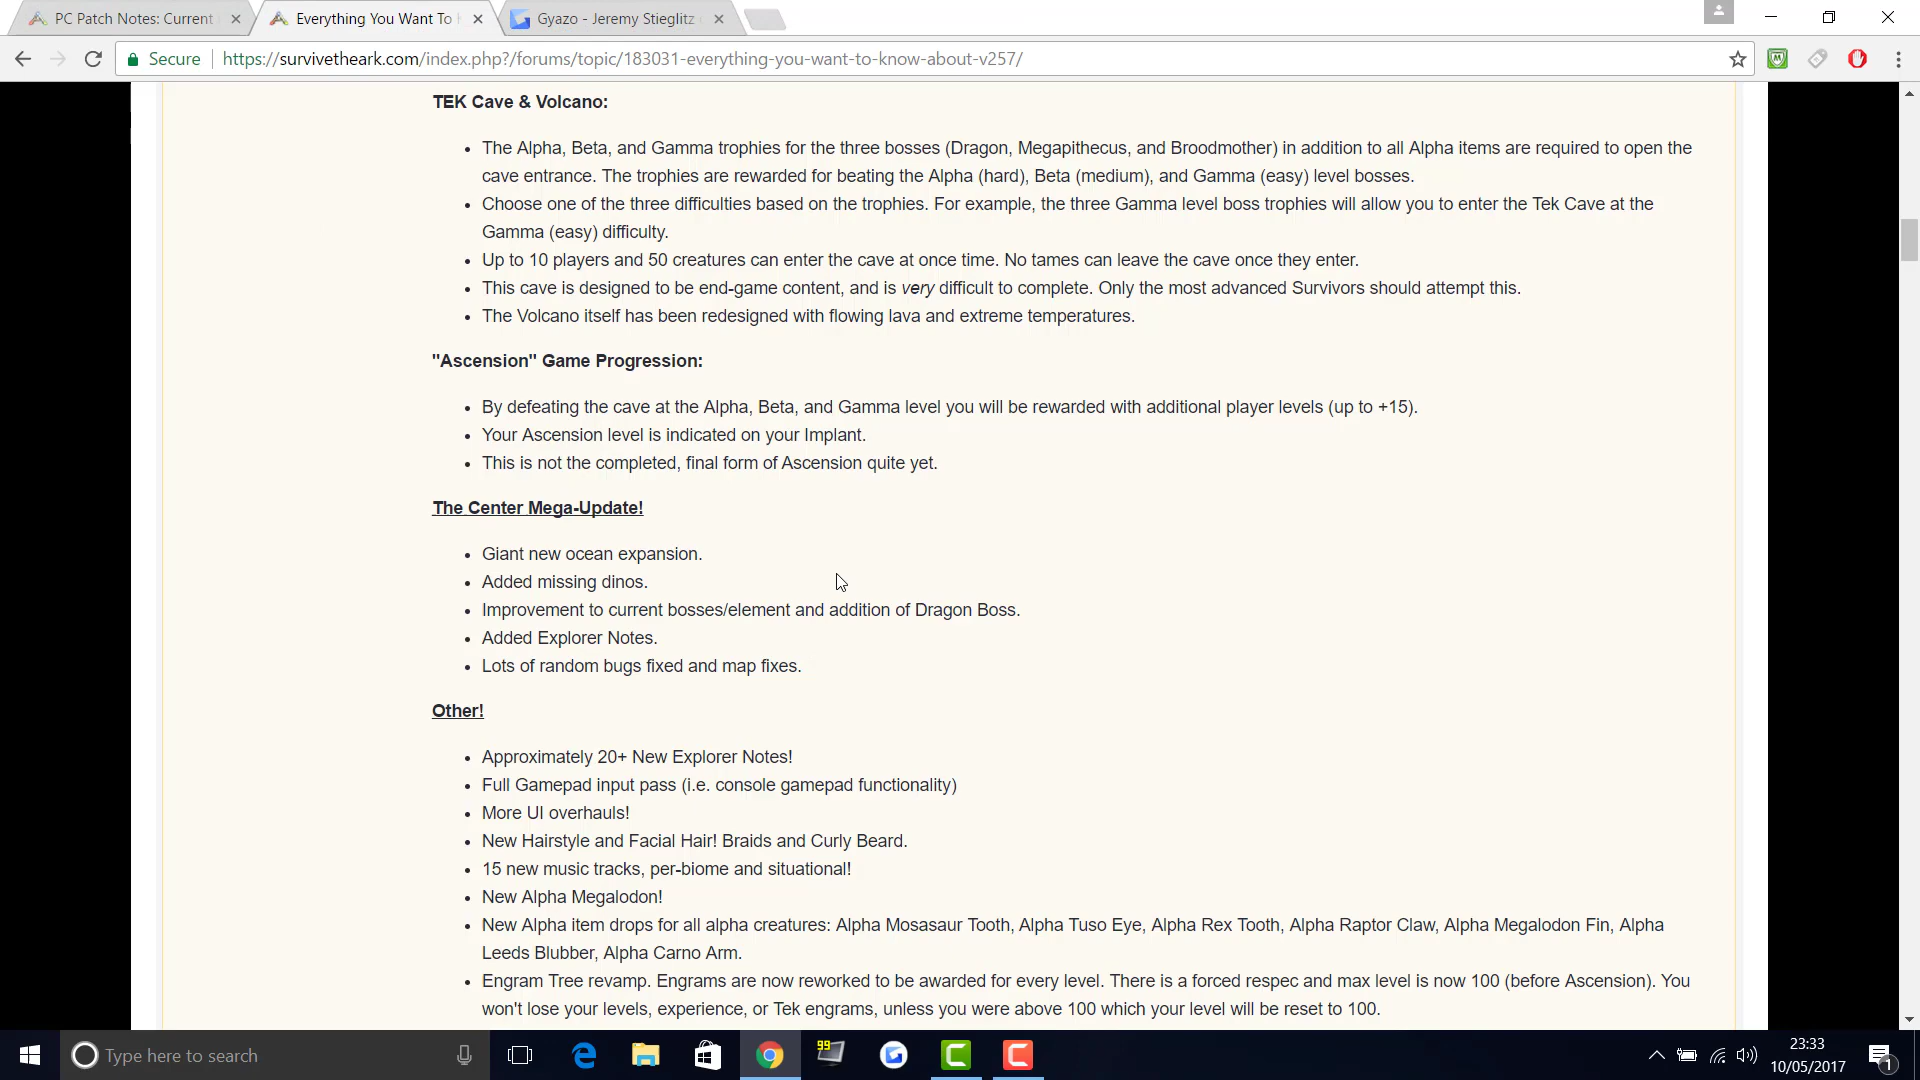 PC Patch Notes: Current
Everything You Want To
Gyazo - Jeremy Stieglitz
Secure
https://survivetheark.com/index.php?/forums/topic/183031-everything-you-want-to-know-about-v257/
TEK Cave & Volcano:
The Alpha, Beta, and Gamma trophies for the three bosses (Dragon, Megapithecus, and Broodmother) in addition to all Alpha items are required to open the
cave entrance. The trophies are rewarded for beating the Alpha (hard), Beta (medium), and Gamma (easy) level bosses.
Choose one of the three difficulties based on the trophies. For example, the three Gamma level boss trophies will allow you to enter the Tek Cave at the
Gamma (easy) difficulty.
Up to 10 players and 50 creatures can enter the cave at once time. No tames can leave the cave once they enter.
This cave is designed to be end-game content, and is very difficult to complete. Only the most advanced Survivors should attempt this.
The Volcano itself has been redesigned with flowing lava and extreme temperatures.
"Ascension" Game Progression:
By defeating the cave at the Alpha, Beta, and Gamma level you will be rewarded with additional player levels (up to +15).
Your Ascension level is indicated on your Implant.
This is not the completed, final form of Ascension quite yet.
The Center Mega-Update!
Giant new ocean expansion.
Added missing dinos.
Improvement to current bosses/element and addition of Dragon Boss.
Added Explorer Notes.
Lots of random bugs fixed and map fixes.
Other!
Approximately 20+ New Explorer Notes!
Full Gamepad input pass (i.e. console gamepad functionality)
More UI overhauls!
New Hairstyle and Facial Hair! Braids and Curly Beard.
15 new music tracks, per-biome and situational!
New Alpha Megalodon!
New Alpha item drops for all alpha creatures: Alpha Mosasaur Tooth, Alpha Tuso Eye, Alpha Rex Tooth, Alpha Raptor Claw, Alpha Megalodon Fin, Alpha
Leeds Blubber, Alpha Carno Arm.
Engram Tree revamp. Engrams are now reworked to be awarded for every level. There is a forced respec and max level is now 100 (before Ascension). You
won't lose your levels, experience, or Tek engrams, unless you were above 100 which your level will be reset to 100.
Type here to search
99
23:33
10/05/2017
1